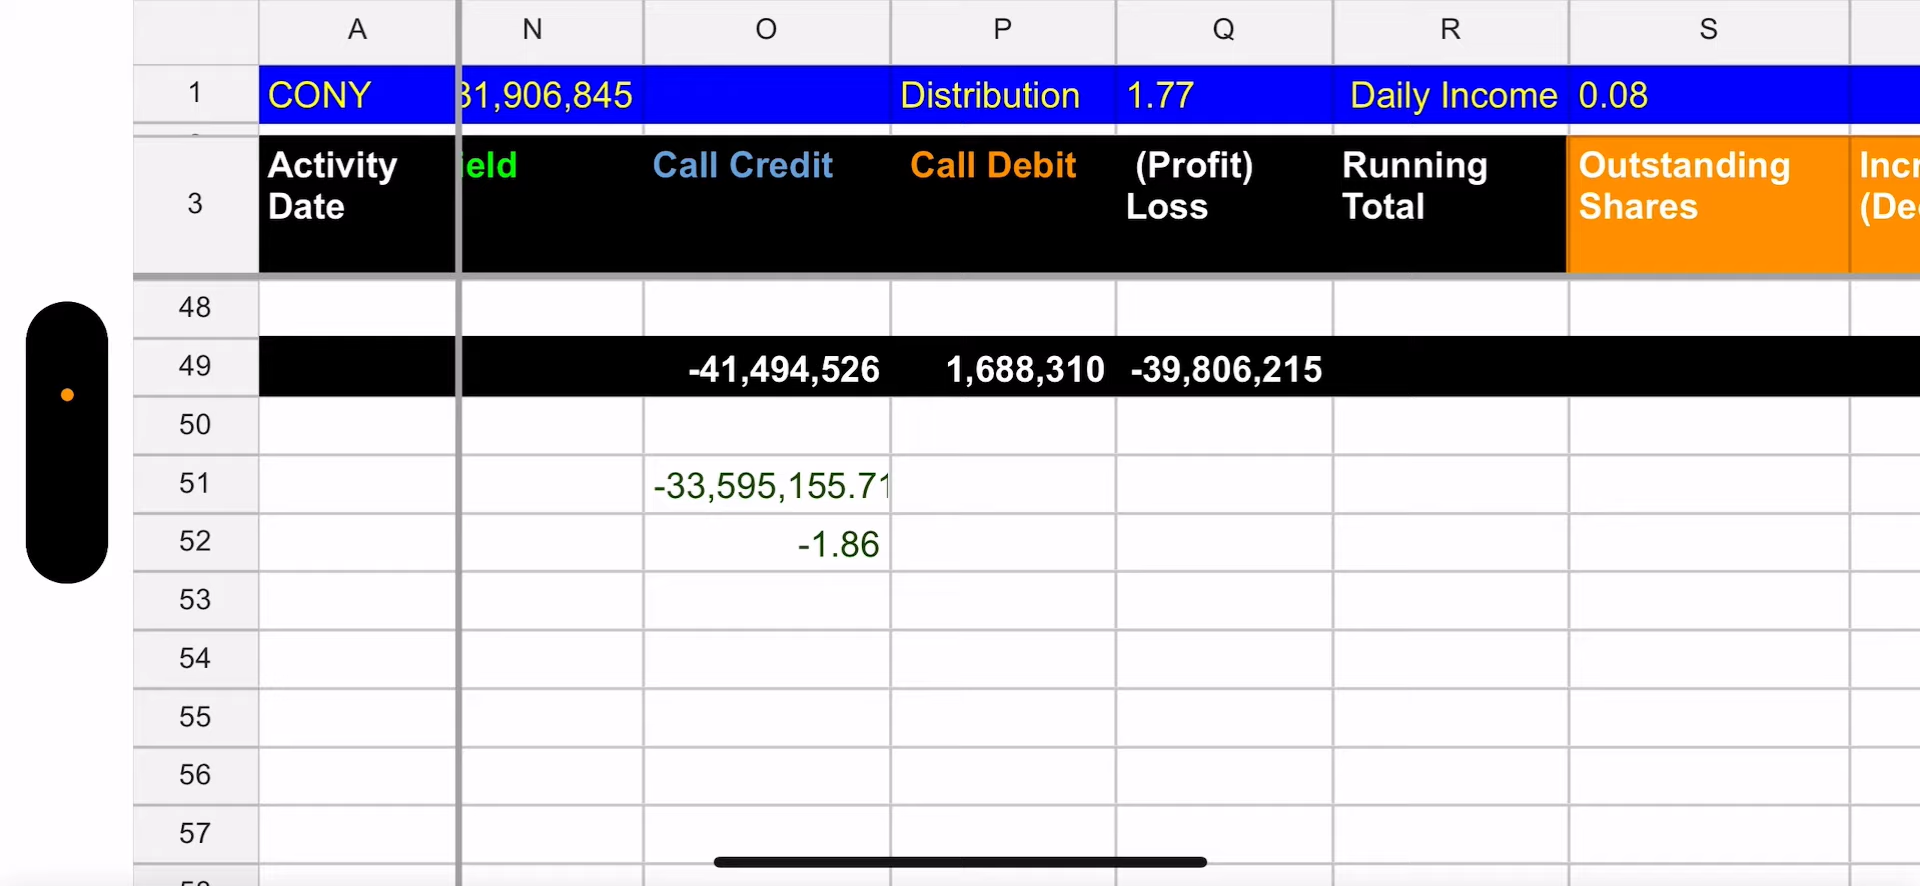 A N O P Q R S
1 CONY 31,906,845 Distribution 1.77 Daily Income 0.08
3 Activity Date ield Call Credit Call Debit (Profit) Loss Running Total Outstanding Shares Incr (De
48
49 -41,494,526 1,688,310 -39,806,215
50
51 -33,595,155.71
52 -1.86
53
54
55
56
57